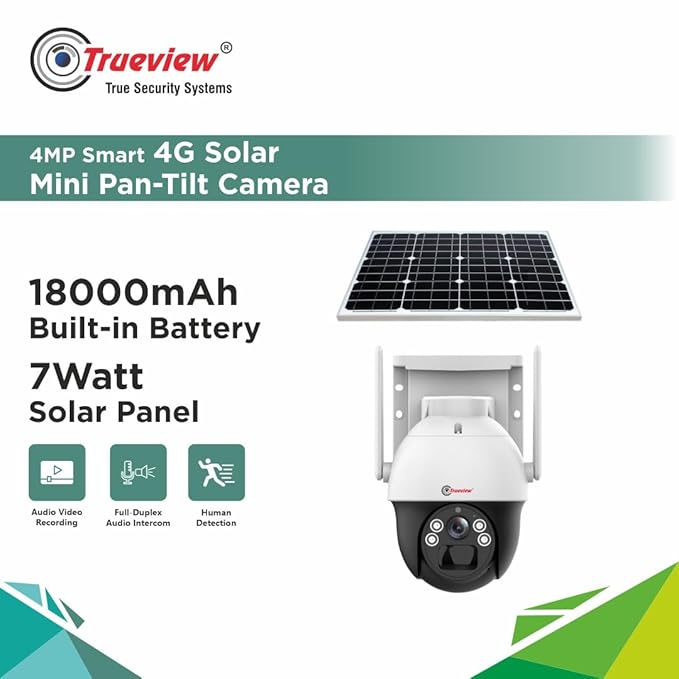 Trueview®
True Security Systems
4MP Smart 4G Solar
Mini Pan-Tilt Camera
18000mAh
Built-in Battery
7Watt
Solar Panel
Audio Video
Recording
Full-Duplex
Audio Intercom
Human
Detection
Trueview